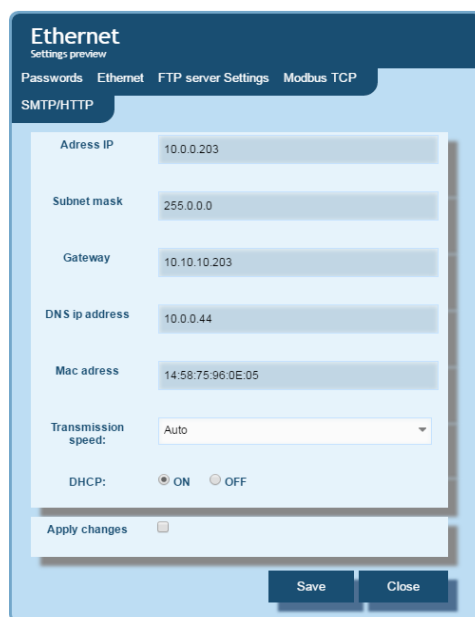 Ethernet
Settings preview
Passwords Ethernet FTP server Settings Modbus TCP
SMTP/HTTP
Adress IP 10.0.0.203
Subnet mask 255.0.0.0
Gateway 10.10.10.203
DNS ip address 10.0.0.44
Mac adress 14:58:75:96:0E:05
Transmission
speed: Auto
DHCP: ON OFF
Apply changes
Save Close